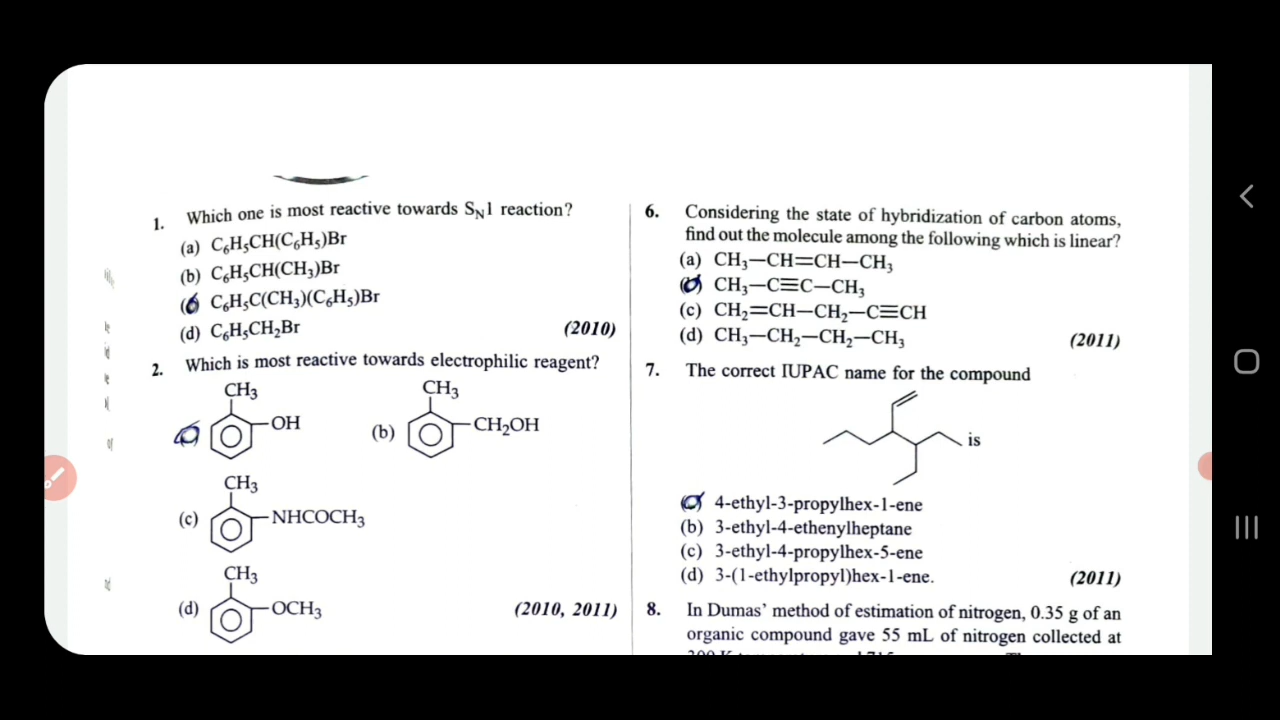 1. Which one is most reactive towards S_N1 reaction?
(a) C₆H₅CH(C₆H₅)Br
(b) C₆H₅CH(CH₃)Br
C₆H₅C(CH₃)(C₆H₅)Br
(d) C₆H₅CH₂Br (2010)
2. Which is most reactive towards electrophilic reagent?
CH₃
OH
(b) CH₃
CH₂OH
(c) CH₃
NHCOCH₃
(d) CH₃
OCH₃ (2010, 2011)
6. Considering the state of hybridization of carbon atoms,
find out the molecule among the following which is linear?
(a) CH₃—CH=CH—CH₃
CH₃—C≡C—CH₃
(c) CH₂=CH—CH₂—C≡CH
(d) CH₃—CH₂—CH₂—CH₃ (2011)
7. The correct IUPAC name for the compound
is
4-ethyl-3-propylhex-1-ene
(b) 3-ethyl-4-ethenylheptane
(c) 3-ethyl-4-propylhex-5-ene
(d) 3-(1-ethylpropyl)hex-1-ene. (2011)
8. In Dumas' method of estimation of nitrogen, 0.35 g of an
organic compound gave 55 mL of nitrogen collected at